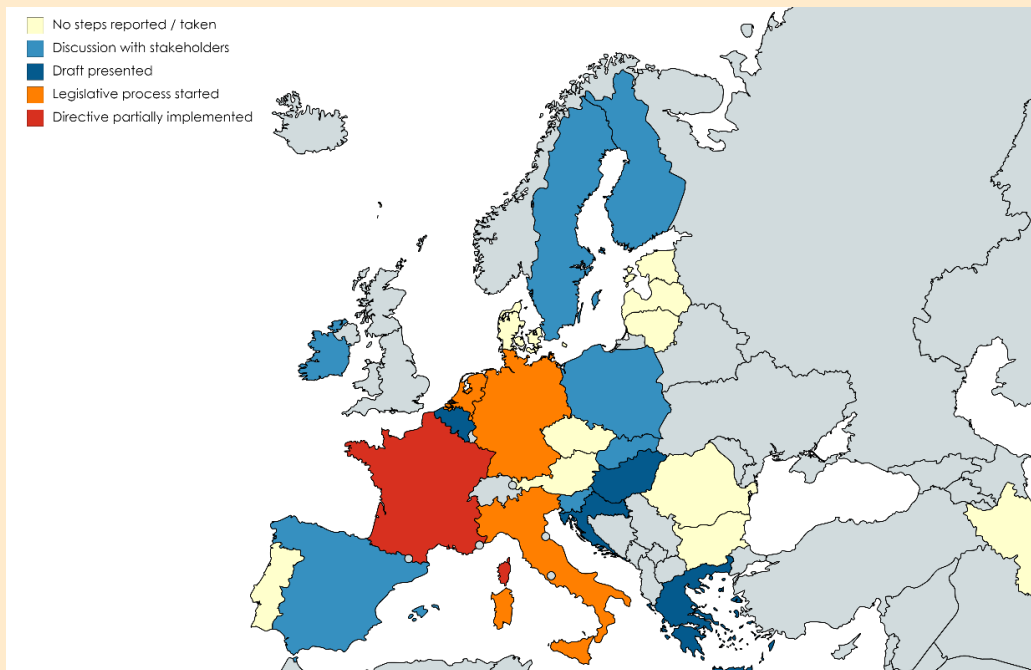 No steps reported / taken
Discussion with stakeholders
Draft presented
Legislative process started
Directive partially implemented